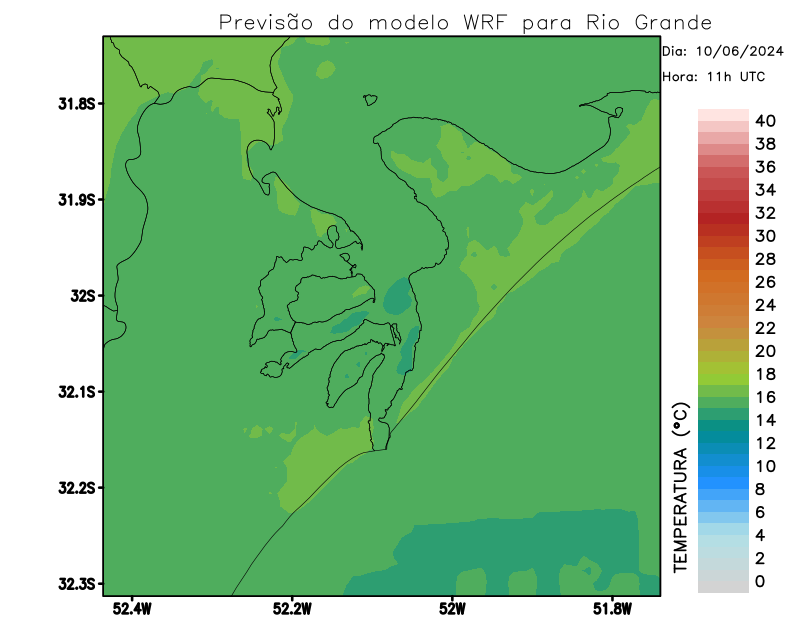 Previsão do modelo WRF para Rio Grande
Dia: 10/06/2024
Hora: 11h UTC
31.8S
31.9S
32S
32.1S
32.2S
32.3S
52.4W
52.2W
52W
51.8W
TEMPERATURA (°C)
40
38
36
34
32
30
28
26
24
22
20
18
16
14
12
10
8
6
4
2
0